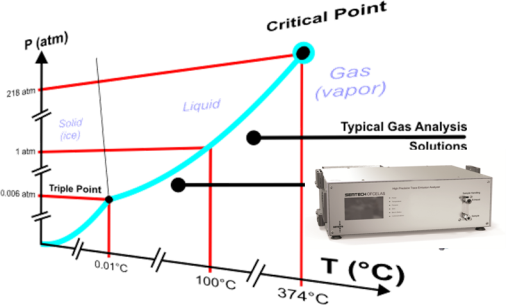 Critical Point
P (atm)
Gas
(vapor)
218 atm
Liquid
Solid
(ice)
Typical Gas Analysis
Solutions
1 atm
Triple Point
0.006 atm
0.01°C
100°C
374°C
T (°C)